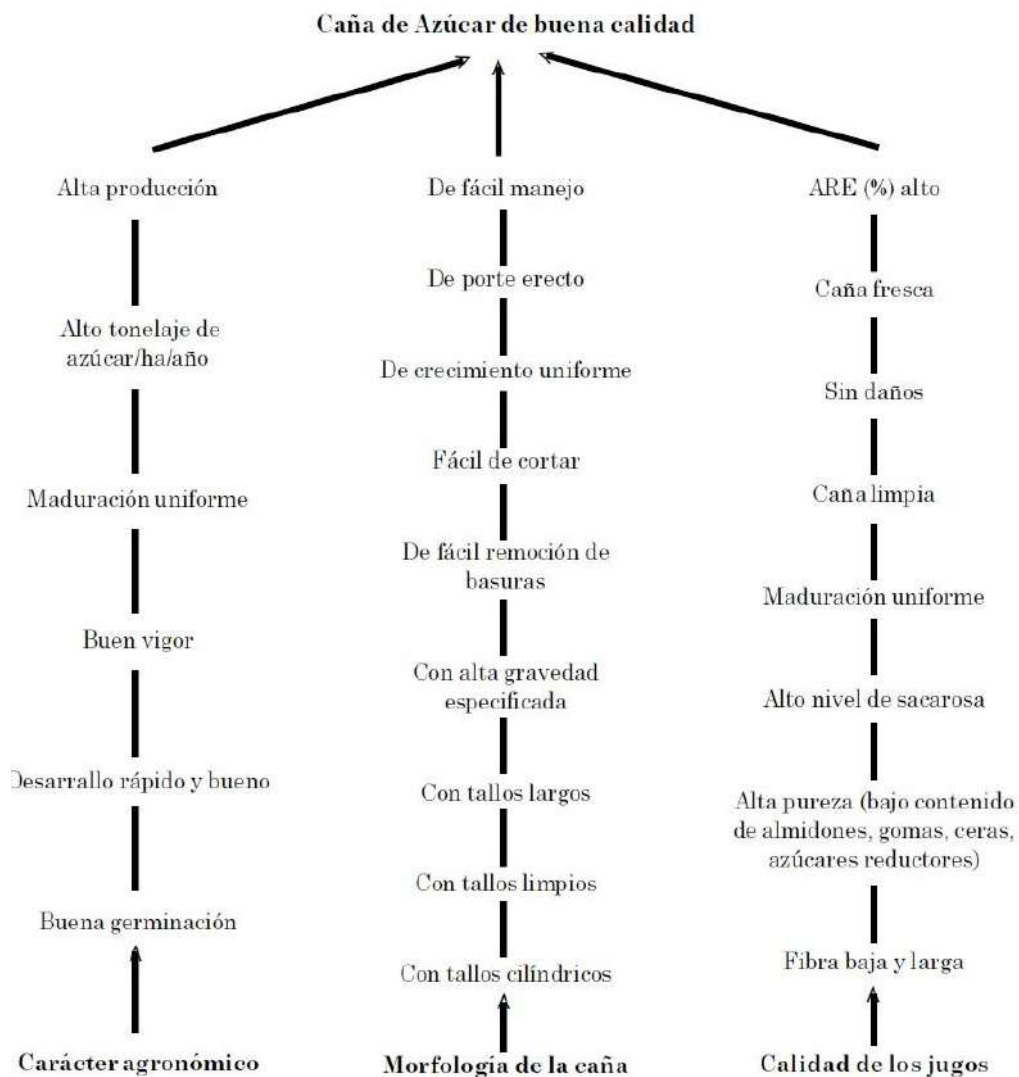 Caña de Azúcar de buena calidad
Alta producción
Alto tonelaje de
azúcar/ha/año
Maduración uniforme
Buen vigor
Desarrollo rápido y bueno
Buena germinación
Carácter agronómico
De fácil manejo
De porte erecto
De crecimiento uniforme
Fácil de cortar
De fácil remoción de
basuras
Con alta gravedad
especificada
Con tallos largos
Con tallos limpios
Con tallos cilíndricos
Morfología de la caña
ARE (%) alto
Caña fresca
Sin daños
Caña limpia
Maduración uniforme
Alto nivel de sacarosa
Alta pureza (bajo contenido
de almidones, gomas, ceras,
azúcares reductores)
Fibra baja y larga
Calidad de los jugos